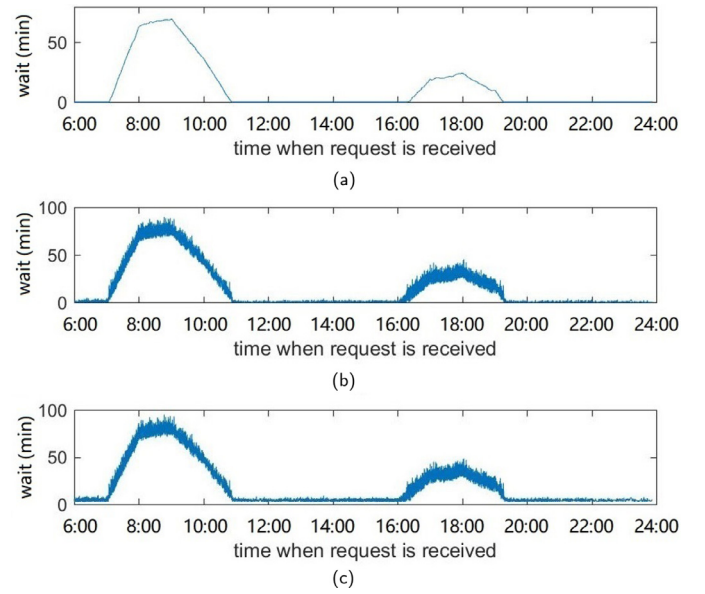 wait (min)
50
0
6:00 8:00 10:00 12:00 14:00 16:00 18:00 20:00 22:00 24:00
time when request is received
(a)
wait (min)
100
50
0
6:00 8:00 10:00 12:00 14:00 16:00 18:00 20:00 22:00 24:00
time when request is received
(b)
wait (min)
100
50
0
6:00 8:00 10:00 12:00 14:00 16:00 18:00 20:00 22:00 24:00
time when request is received
(c)